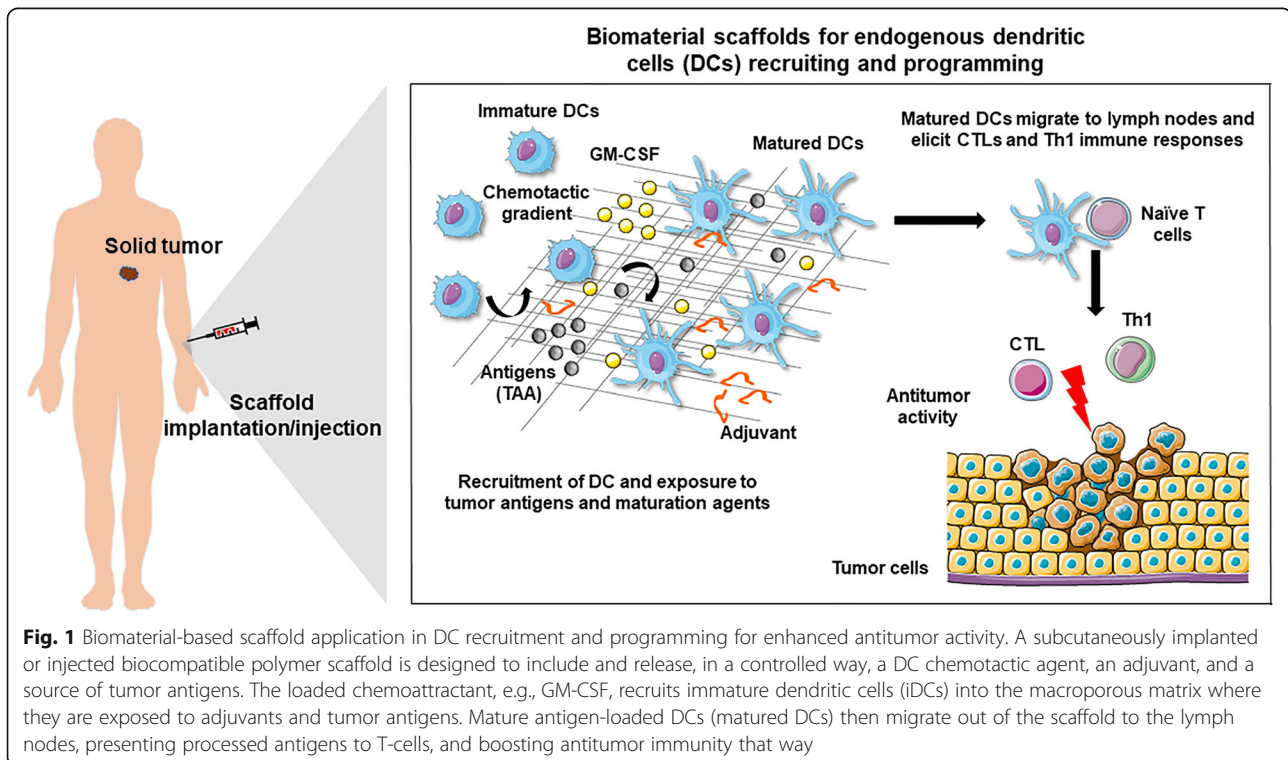 Biomaterial scaffolds for endogenous dendritic
cells (DCs) recruiting and programming
Solid tumor
Scaffold
implantation/injection
Immature DCs
GM-CSF
Chemotactic
gradient
Matured DCs
Antigens
(TAA)
Adjuvant
Recruitment of DC and exposure to
tumor antigens and maturation agents
Matured DCs migrate to lymph nodes and
elicit CTLs and Th1 immune responses
Naïve T
cells
Th1
CTL
Antitumor
activity
Tumor cells
Fig. 1 Biomaterial-based scaffold application in DC recruitment and programming for enhanced antitumor activity. A subcutaneously implanted
or injected biocompatible polymer scaffold is designed to include and release, in a controlled way, a DC chemotactic agent, an adjuvant, and a
source of tumor antigens. The loaded chemoattractant, e.g., GM-CSF, recruits immature dendritic cells (iDCs) into the macroporous matrix where
they are exposed to adjuvants and tumor antigens. Mature antigen-loaded DCs (matured DCs) then migrate out of the scaffold to the lymph
nodes, presenting processed antigens to T-cells, and boosting antitumor immunity that way